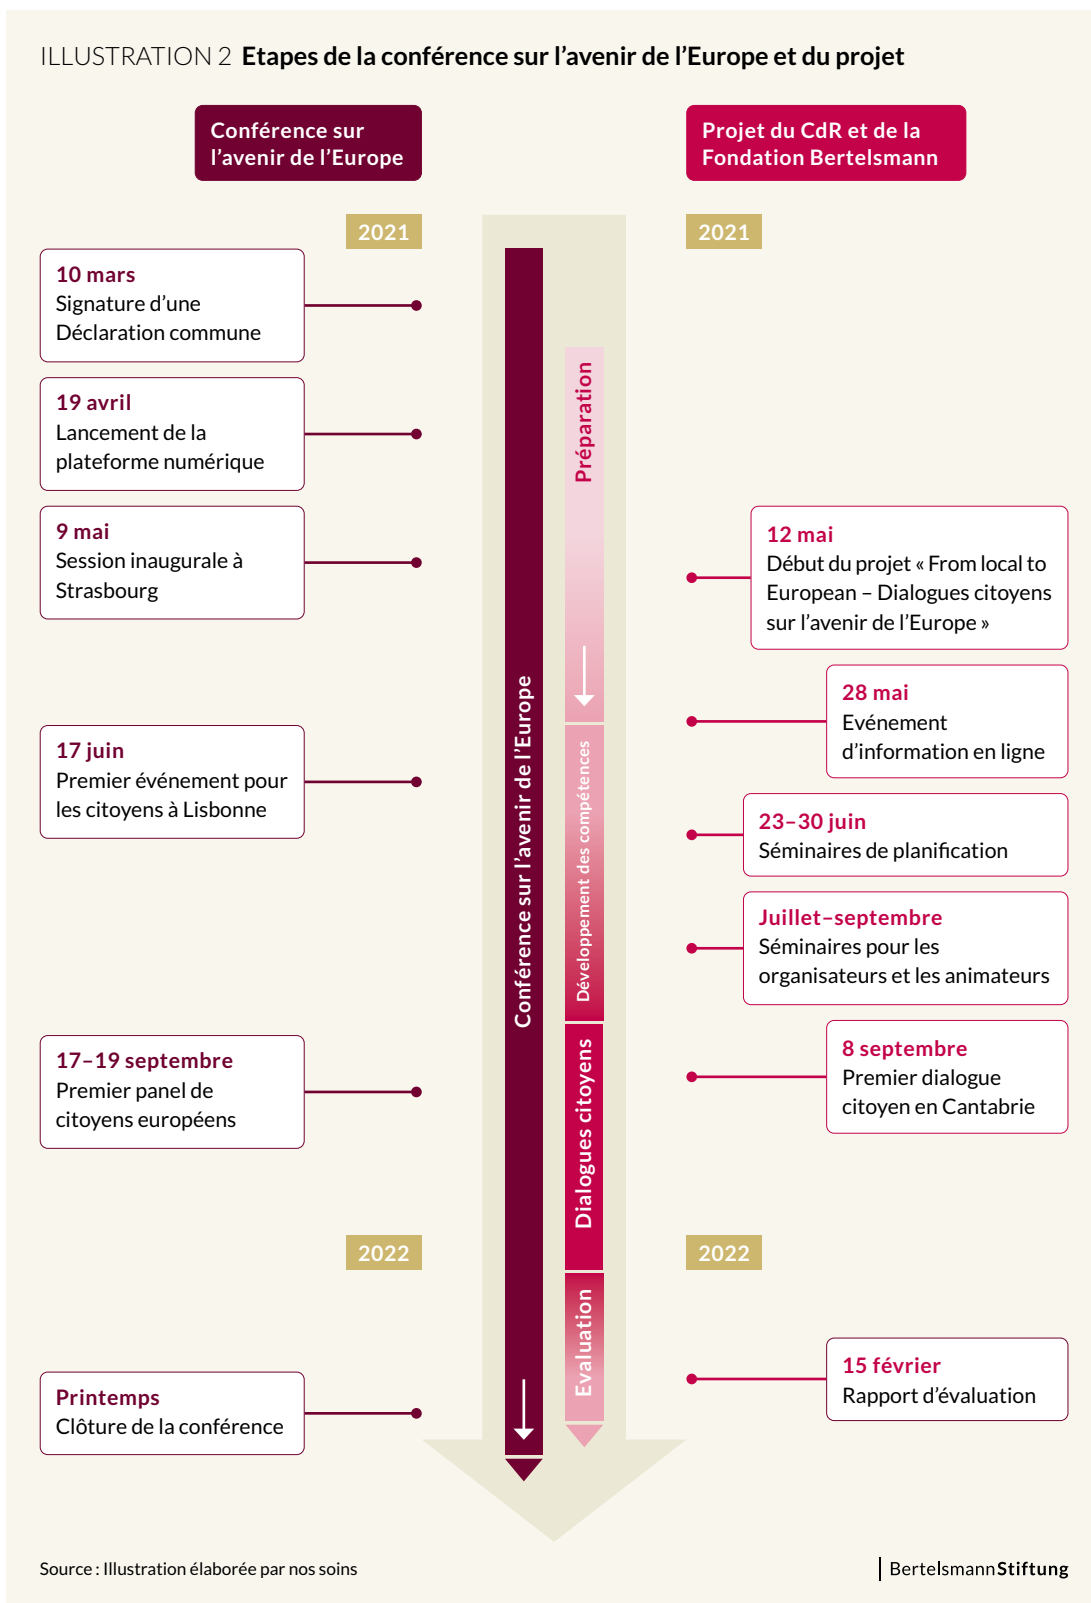 ILLUSTRATION 2 Etapes de la conférence sur l’avenir de l’Europe et du projet
Conférence sur
l’avenir de l’Europe
2021
10 mars
Signature d’une
Déclaration commune
19 avril
Lancement de la
plateforme numérique
9 mai
Session inaugurale à
Strasbourg
17 juin
Premier événement pour
les citoyens à Lisbonne
17–19 septembre
Premier panel de
citoyens européens
2022
Printemps
Clôture de la conférence
Conférence sur l’avenir de l’Europe
Préparation
Développement des compétences
Dialogues citoyens
Evaluation
Projet du CdR et de la
Fondation Bertelsmann
2021
12 mai
Début du projet « From local to
European – Dialogues citoyens
sur l’avenir de l’Europe »
28 mai
Evénement
d’information en ligne
23–30 juin
Séminaires de planification
Juillet–septembre
Séminaires pour les
organisateurs et les animateurs
8 septembre
Premier dialogue
citoyen en Cantabrie
2022
15 février
Rapport d’évaluation
Source : Illustration élaborée par nos soins
BertelsmannStiftung